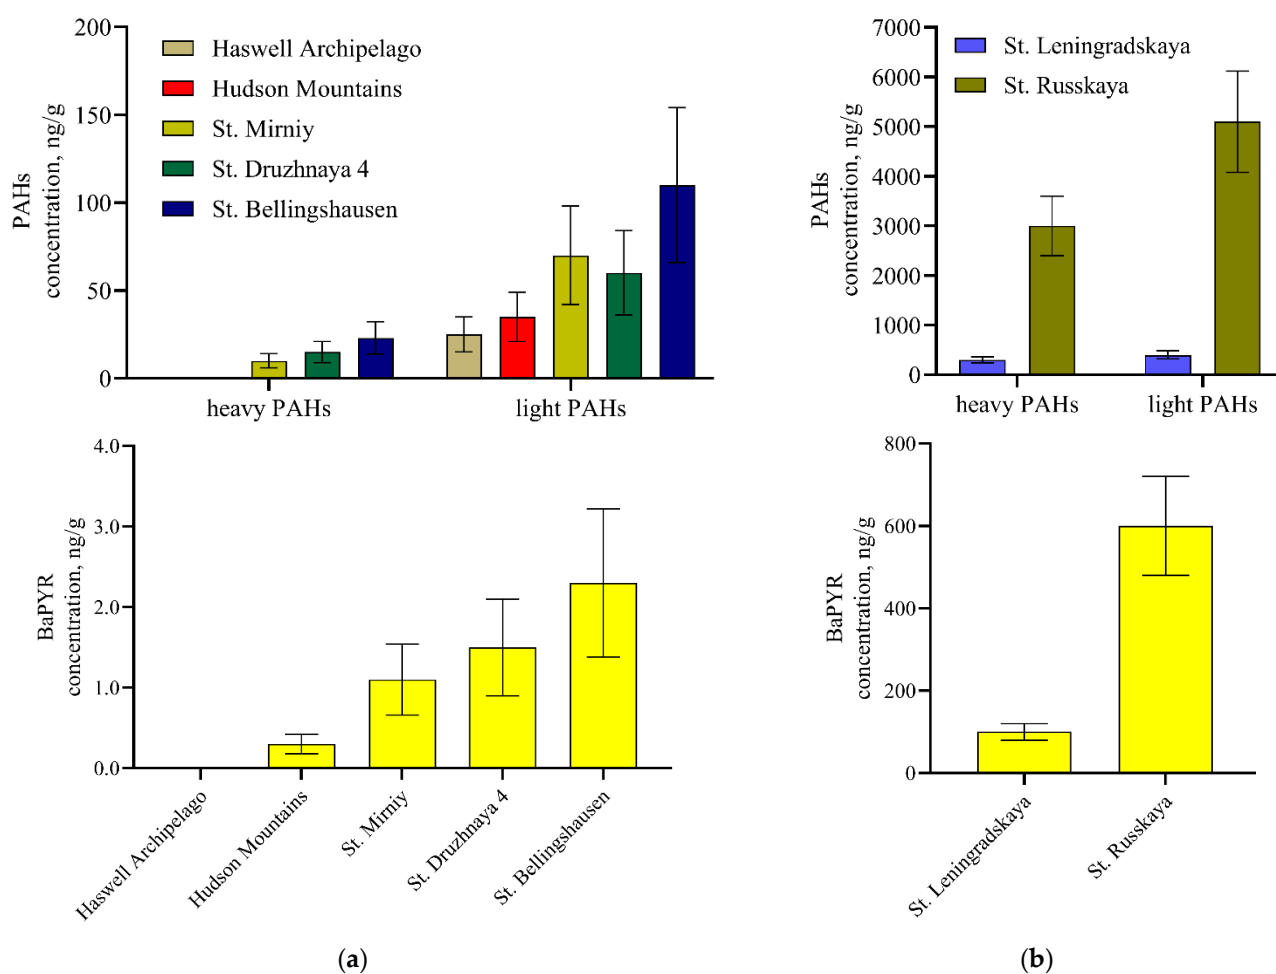 200
150
100
50
0
PAHs
concentration, ng/g
Haswell Archipelago
Hudson Mountains
St. Mirniy
St. Druzhnaya 4
St. Bellingshausen
heavy PAHs
light PAHs
7000
6000
5000
4000
3000
2000
1000
0
PAHs
concentration, ng/g
St. Leningradskaya
St. Russkaya
heavy PAHs
light PAHs
4.0
3.0
2.0
1.0
0.0
BaPYR
concentration, ng/g
Haswell Archipelago
Hudson Mountains
St. Mirniy
St. Druzhnaya 4
St. Bellingshausen
800
600
400
200
0
BaPYR
concentration, ng/g
St. Leningradskaya
St. Russkaya
(a)
(b)